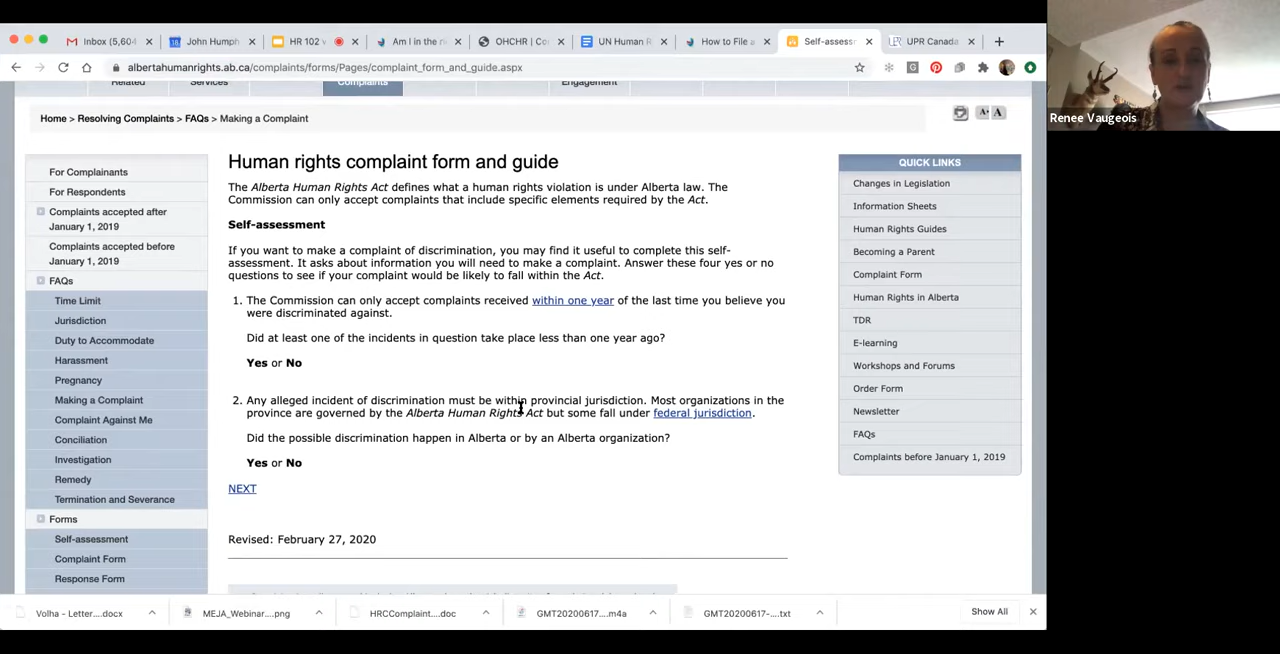 Inbox (5,604
John Humph
HR 102 v
Am I in the ri
OHCHR | Co
UN Human R
How to File a
Self-assess
UPR Canada
albertahumanrights.ab.ca/complaints/forms/Pages/complaint_form_and_guide.aspx
Renee Vaugeois
Related
Services
Complaints
Engagement
Home > Resolving Complaints > FAQs > Making a Complaint
A+ A
For Complainants
For Respondents
Complaints accepted after
January 1, 2019
Complaints accepted before
January 1, 2019
FAQs
Time Limit
Jurisdiction
Duty to Accommodate
Harassment
Pregnancy
Making a Complaint
Complaint Against Me
Conciliation
Investigation
Remedy
Termination and Severance
Forms
Self-assessment
Complaint Form
Response Form
Human rights complaint form and guide
The Alberta Human Rights Act defines what a human rights violation is under Alberta law. The
Commission can only accept complaints that include specific elements required by the Act.
Self-assessment
If you want to make a complaint of discrimination, you may find it useful to complete this self-
assessment. It asks about information you will need to make a complaint. Answer these four yes or no
questions to see if your complaint would be likely to fall within the Act.
1. The Commission can only accept complaints received within one year of the last time you believe you
were discriminated against.
Did at least one of the incidents in question take place less than one year ago?
Yes or No
2. Any alleged incident of discrimination must be within provincial jurisdiction. Most organizations in the
province are governed by the Alberta Human Rights Act but some fall under federal jurisdiction.
Did the possible discrimination happen in Alberta or by an Alberta organization?
Yes or No
NEXT
Revised: February 27, 2020
QUICK LINKS
Changes in Legislation
Information Sheets
Human Rights Guides
Becoming a Parent
Complaint Form
Human Rights in Alberta
TDR
E-learning
Workshops and Forums
Order Form
Newsletter
FAQs
Complaints before January 1, 2019
Volha - Letter....docx
MEJA_Webinar....png
HRCComplaint....doc
GMT20200617....m4a
GMT20200617-....txt
Show All